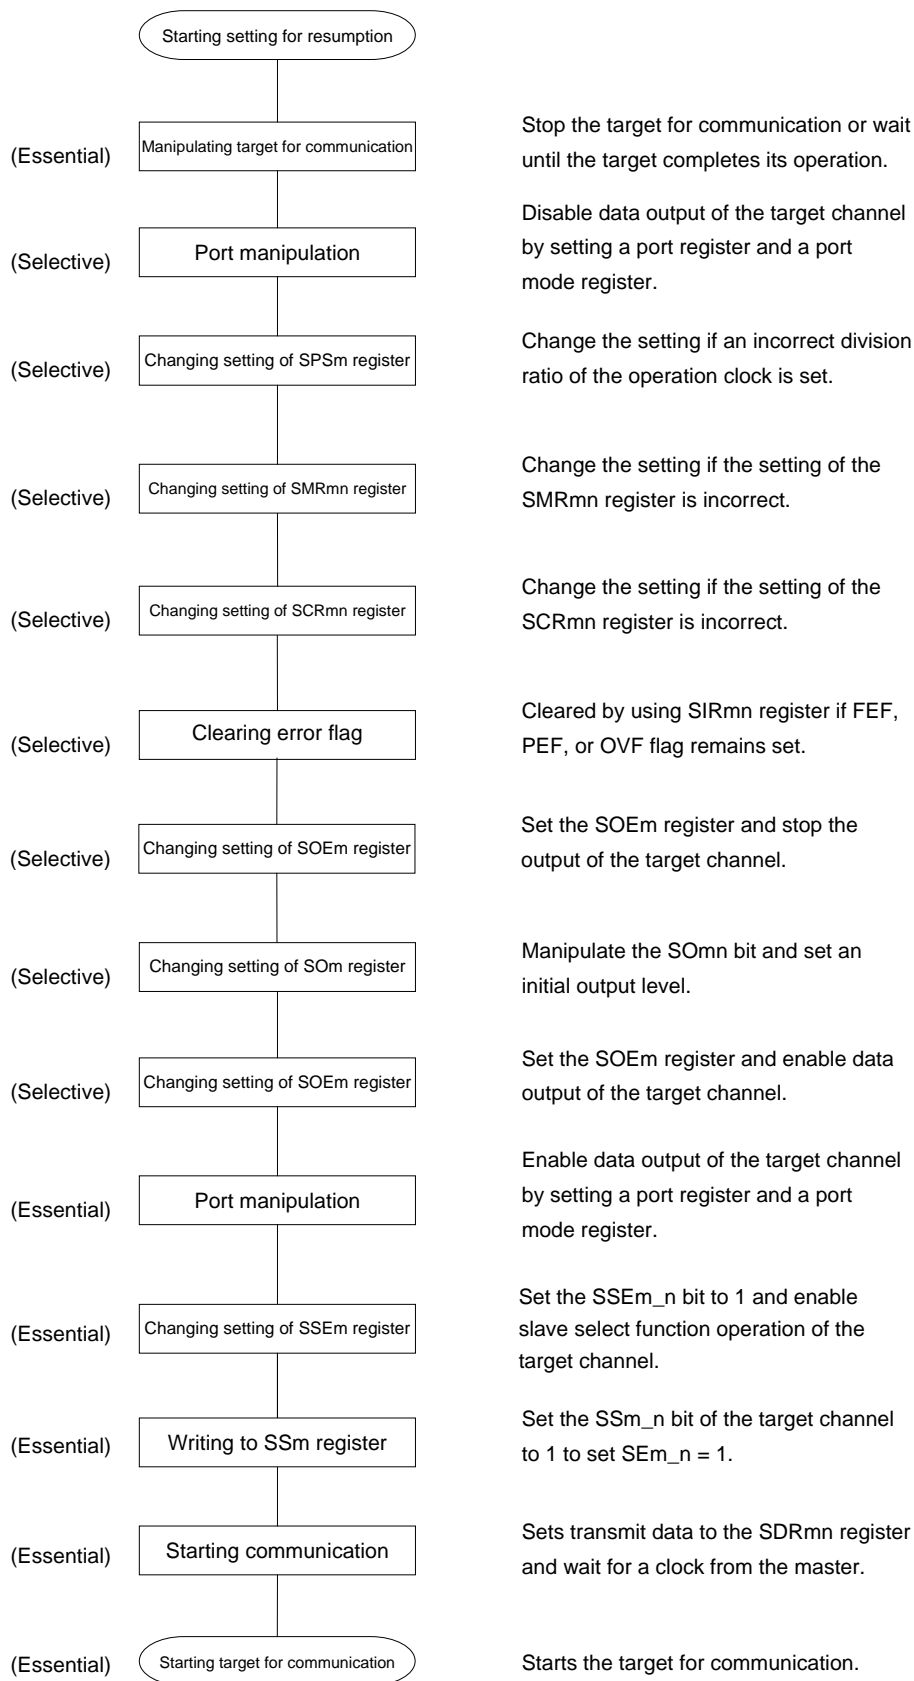 Starting setting for resumption
(Essential)
Manipulating target for communication
Stop the target for communication or wait
until the target completes its operation.
(Selective)
Port manipulation
Disable data output of the target channel
by setting a port register and a port
mode register.
(Selective)
Changing setting of SPSm register
Change the setting if an incorrect division
ratio of the operation clock is set.
(Selective)
Changing setting of SMRmn register
Change the setting if the setting of the
SMRmn register is incorrect.
(Selective)
Changing setting of SCRmn register
Change the setting if the setting of the
SCRmn register is incorrect.
(Selective)
Clearing error flag
Cleared by using SIRmn register if FEF,
PEF, or OVF flag remains set.
(Selective)
Changing setting of SOEm register
Set the SOEm register and stop the
output of the target channel.
(Selective)
Changing setting of SOm register
Manipulate the SOmn bit and set an
initial output level.
(Selective)
Changing setting of SOEm register
Set the SOEm register and enable data
output of the target channel.
(Essential)
Port manipulation
Enable data output of the target channel
by setting a port register and a port
mode register.
(Essential)
Changing setting of SSEm register
Set the SSEm_n bit to 1 and enable
slave select function operation of the
target channel.
(Essential)
Writing to SSm register
Set the SSm_n bit of the target channel
to 1 to set SEm_n = 1.
(Essential)
Starting communication
Sets transmit data to the SDRmn register
and wait for a clock from the master.
(Essential)
Starting target for communication
Starts the target for communication.